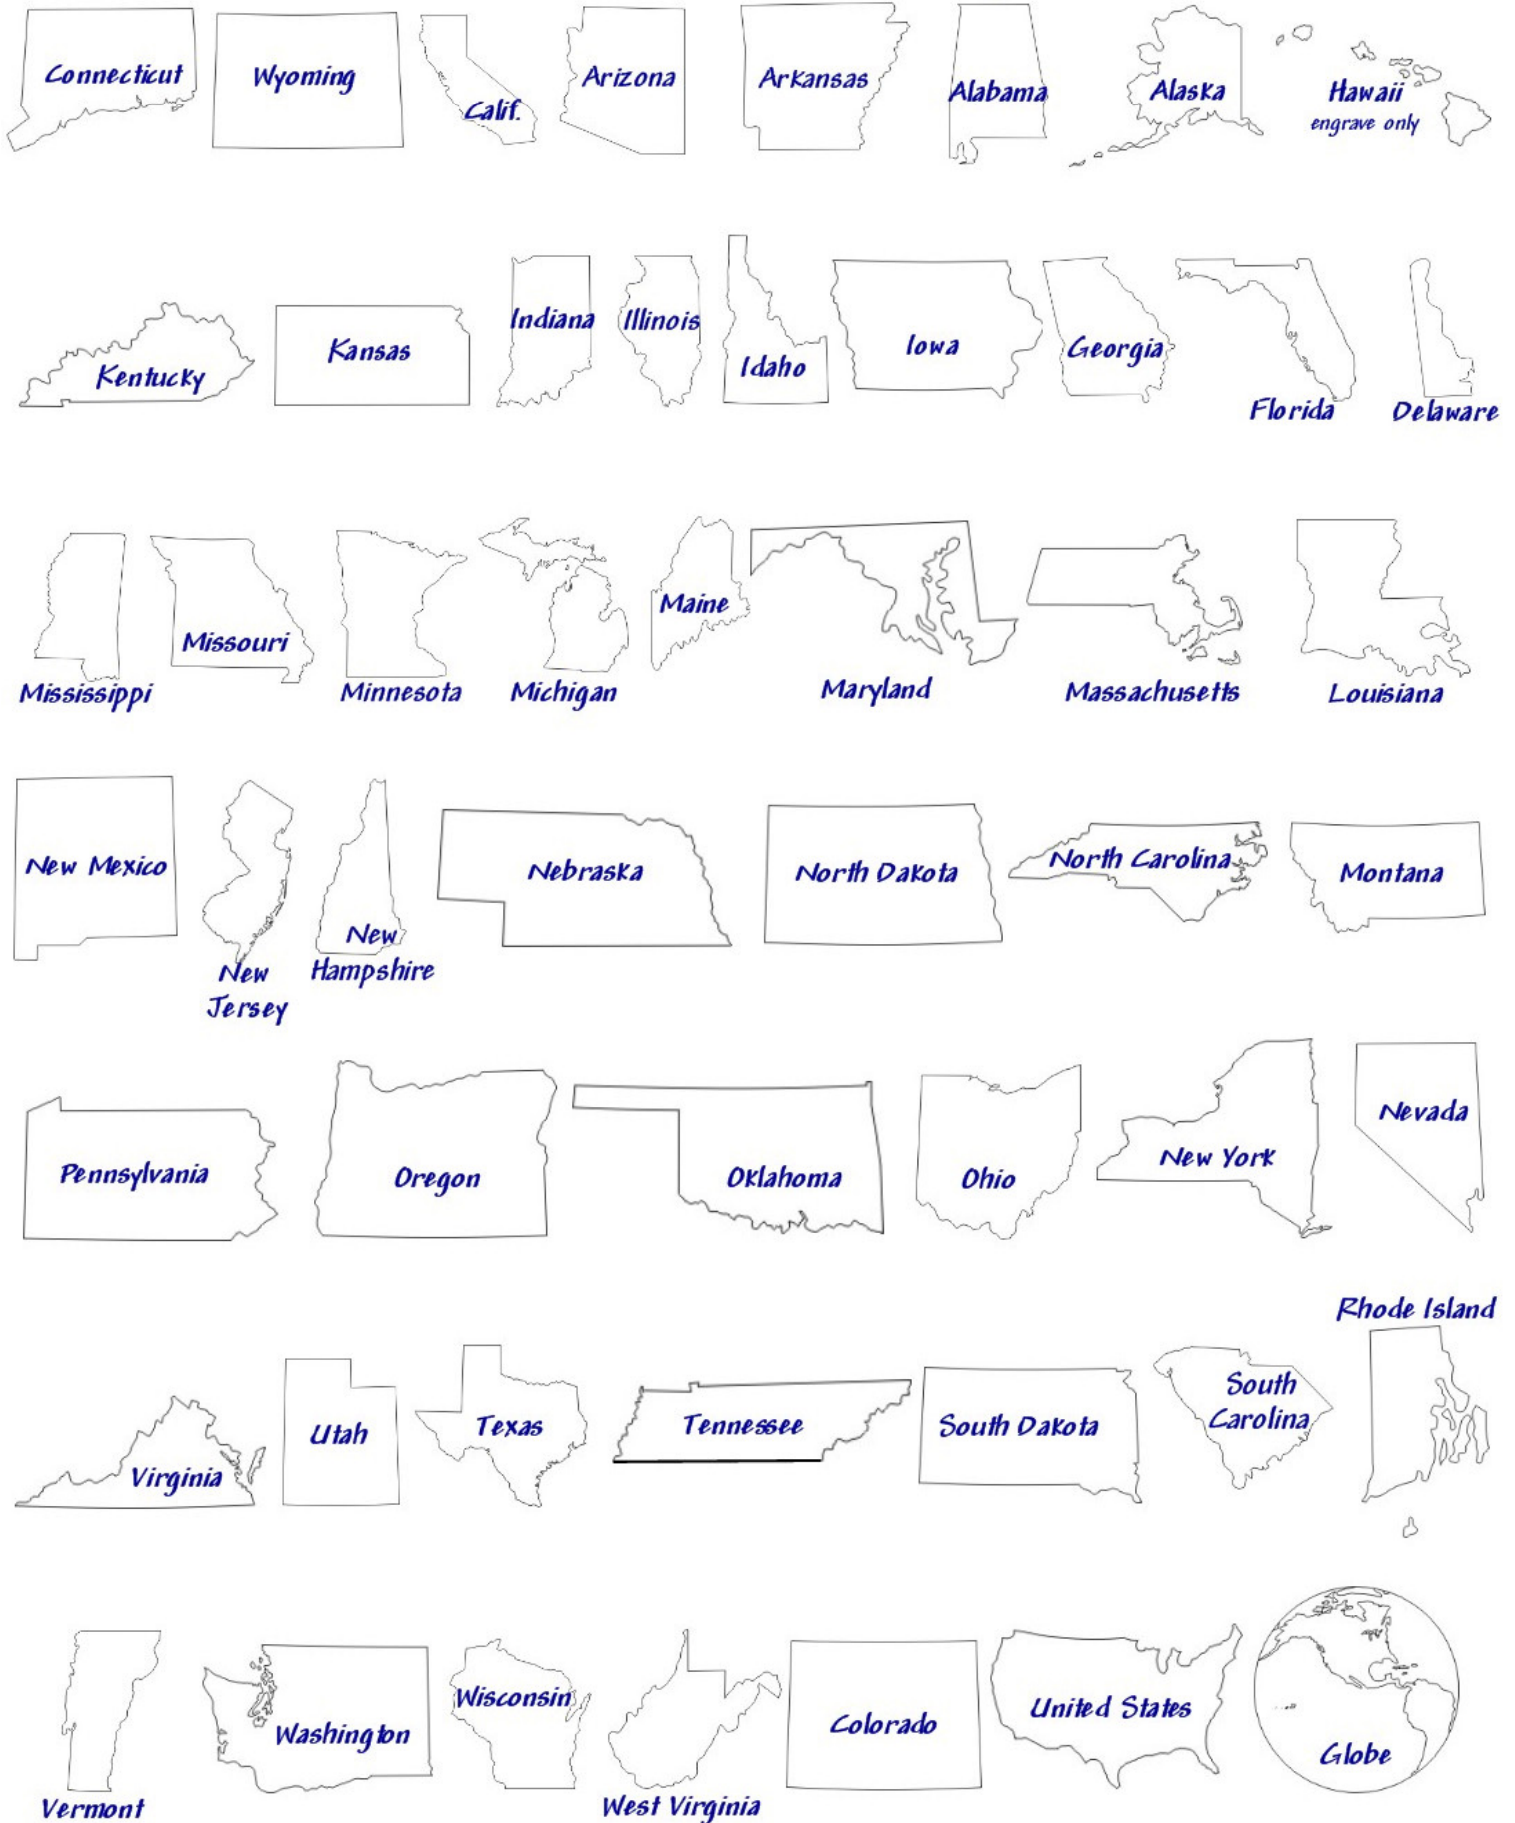 Connecticut
Wyoming
Calif.
Arizona
Arkansas
Alabama
Alaska
Hawaii
engrave only
Kentucky
Kansas
Indiana
Illinois
Idaho
Iowa
Georgia
Florida
Delaware
Mississippi
Missouri
Minnesota
Michigan
Maine
Maryland
Massachusetts
Louisiana
New Mexico
New
Jersey
New
Hampshire
Nebraska
North Dakota
North Carolina
Montana
Pennsylvania
Oregon
Oklahoma
Ohio
New York
Nevada
Virginia
Utah
Texas
Tennessee
South Dakota
South
Carolina
Rhode Island
Vermont
Washington
Wisconsin
West Virginia
Colorado
United States
Globe